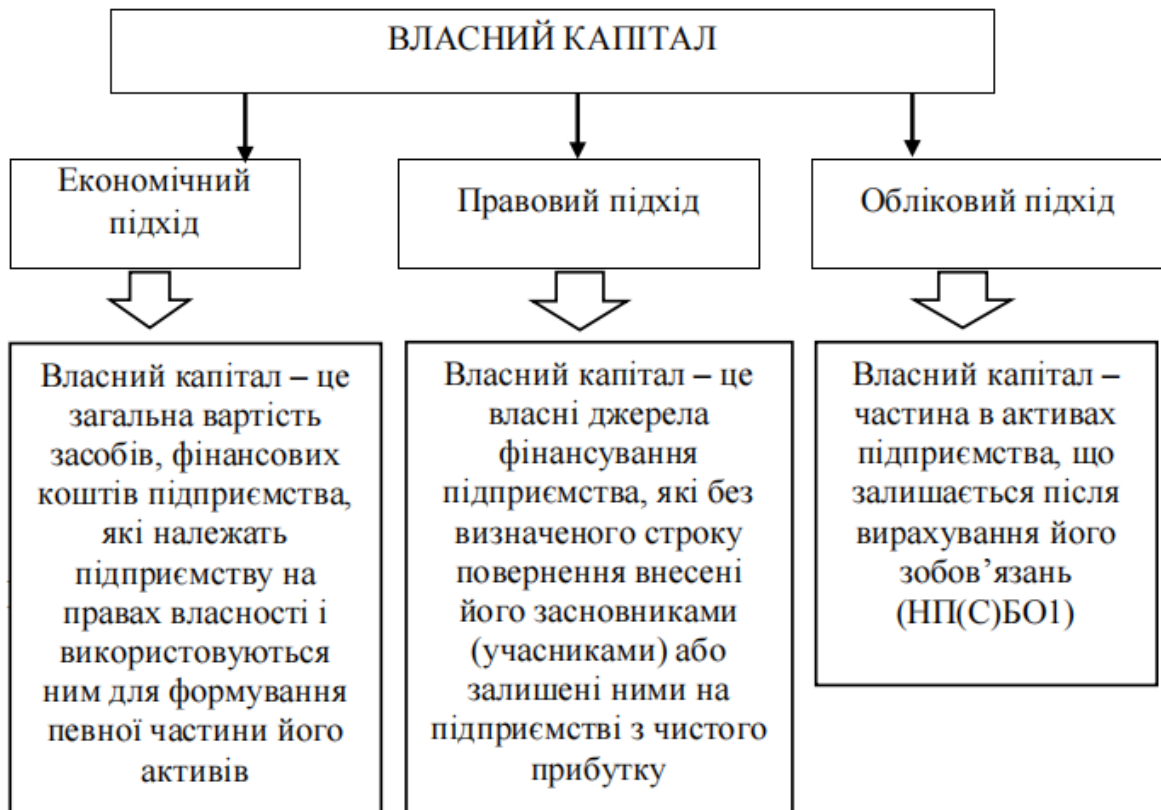 ВЛАСНИЙ КАПІТАЛ
Економічний
підхід
Правовий підхід
Обліковий підхід
Власний капітал – це
загальна вартість
засобів, фінансових
коштів підприємства,
які належать
підприємству на
правах власності і
використовуються
ним для формування
певної частини його
активів
Власний капітал – це
власні джерела
фінансування
підприємства, які без
визначеного строку
повернення внесені
його засновниками
(учасниками) або
залишені ними на
підприємстві з чистого
прибутку
Власний капітал –
частина в активах
підприємства, що
залишається після
вирахування його
зобов’язань
(НП(С)БО1)